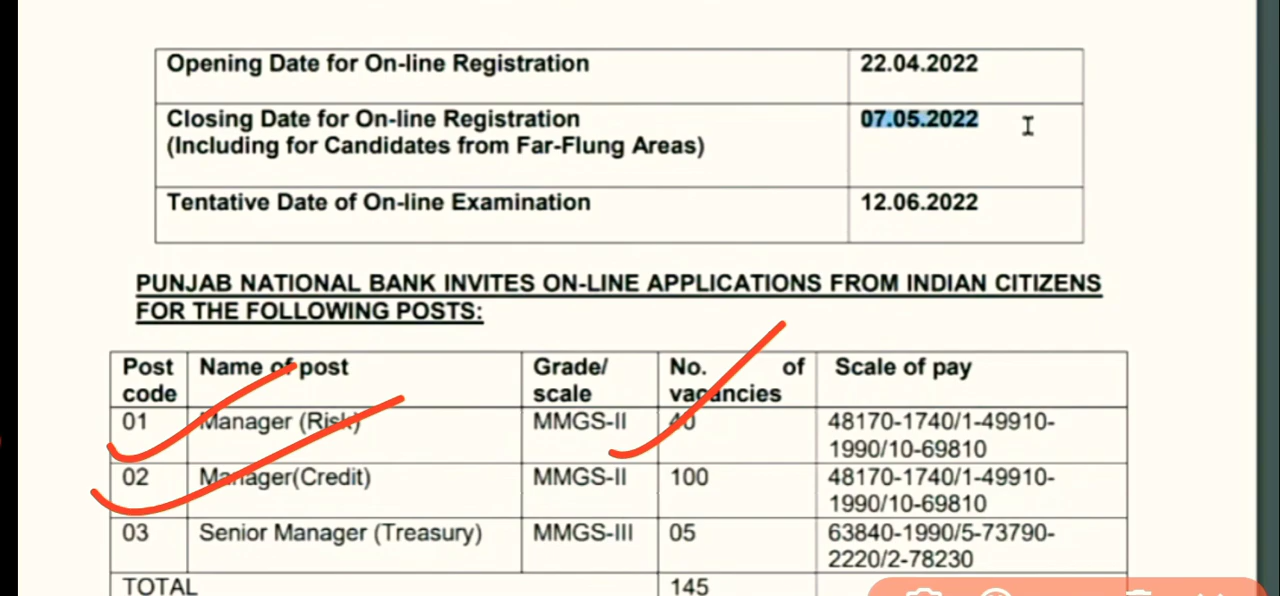 Opening Date for On-line Registration 22.04.2022
Closing Date for On-line Registration 07.05.2022
(Including for Candidates from Far-Flung Areas)
Tentative Date of On-line Examination 12.06.2022
PUNJAB NATIONAL BANK INVITES ON-LINE APPLICATIONS FROM INDIAN CITIZENS
FOR THE FOLLOWING POSTS:
Post Name of post Grade/ No. of Scale of pay
code scale vacancies
01 Manager (Risk) MMGS-II 40 48170-1740/1-49910-
1990/10-69810
02 Manager(Credit) MMGS-II 100 48170-1740/1-49910-
1990/10-69810
03 Senior Manager (Treasury) MMGS-III 05 63840-1990/5-73790-
2220/2-78230
TOTAL 145